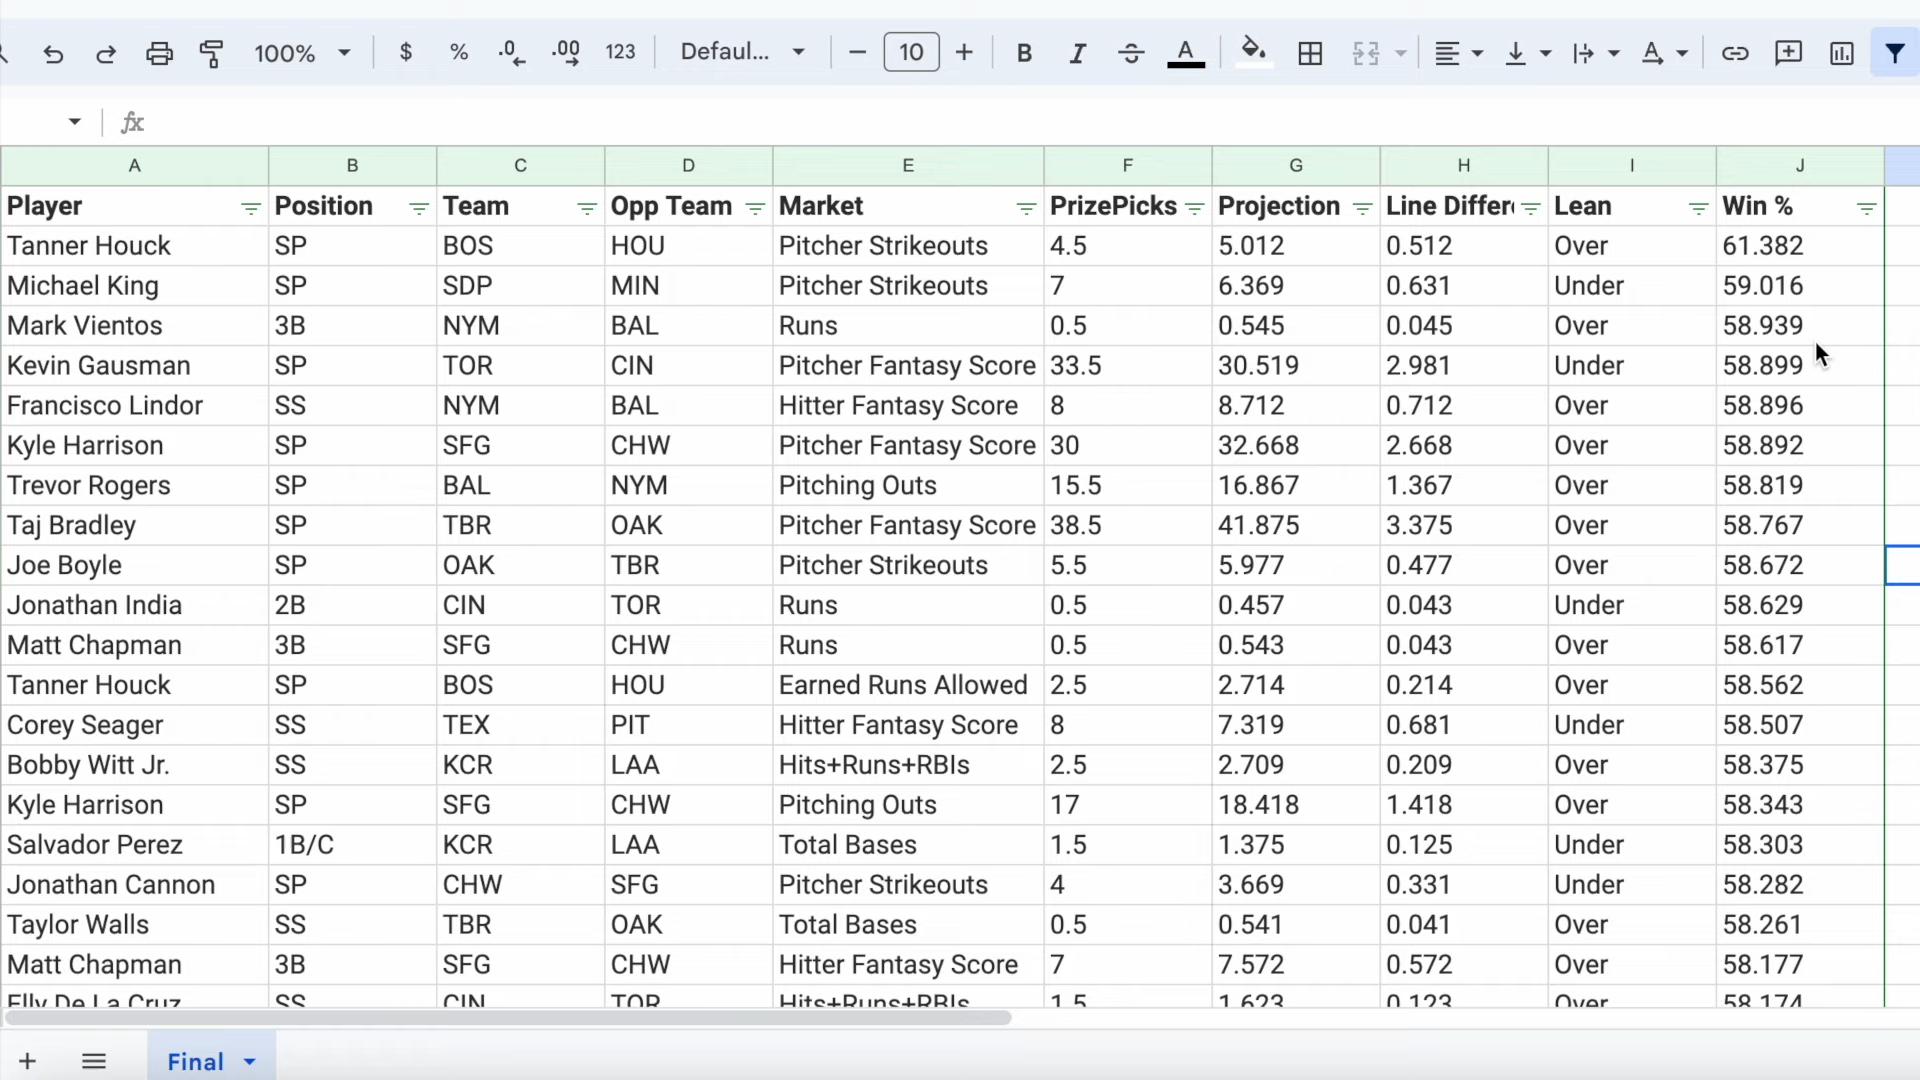 100% $ % .0 .00 123 Defaul... 10 B I A
fx
A B C D E F G H I J
Player Position Team Opp Team Market PrizePicks Projection Line Differ Lean Win %
Tanner Houck SP BOS HOU Pitcher Strikeouts 4.5 5.012 0.512 Over 61.382
Michael King SP SDP MIN Pitcher Strikeouts 7 6.369 0.631 Under 59.016
Mark Vientos 3B NYM BAL Runs 0.5 0.545 0.045 Over 58.939
Kevin Gausman SP TOR CIN Pitcher Fantasy Score 33.5 30.519 2.981 Under 58.899
Francisco Lindor SS NYM BAL Hitter Fantasy Score 8 8.712 0.712 Over 58.896
Kyle Harrison SP SFG CHW Pitcher Fantasy Score 30 32.668 2.668 Over 58.892
Trevor Rogers SP BAL NYM Pitching Outs 15.5 16.867 1.367 Over 58.819
Taj Bradley SP TBR OAK Pitcher Fantasy Score 38.5 41.875 3.375 Over 58.767
Joe Boyle SP OAK TBR Pitcher Strikeouts 5.5 5.977 0.477 Over 58.672
Jonathan India 2B CIN TOR Runs 0.5 0.457 0.043 Under 58.629
Matt Chapman 3B SFG CHW Runs 0.5 0.543 0.043 Over 58.617
Tanner Houck SP BOS HOU Earned Runs Allowed 2.5 2.714 0.214 Over 58.562
Corey Seager SS TEX PIT Hitter Fantasy Score 8 7.319 0.681 Under 58.507
Bobby Witt Jr. SS KCR LAA Hits+Runs+RBIs 2.5 2.709 0.209 Over 58.375
Kyle Harrison SP SFG CHW Pitching Outs 17 18.418 1.418 Over 58.343
Salvador Perez 1B/C KCR LAA Total Bases 1.5 1.375 0.125 Under 58.303
Jonathan Cannon SP CHW SFG Pitcher Strikeouts 4 3.669 0.331 Under 58.282
Taylor Walls SS TBR OAK Total Bases 0.5 0.541 0.041 Over 58.261
Matt Chapman 3B SFG CHW Hitter Fantasy Score 7 7.572 0.572 Over 58.177
Elly De La Cruz SS CIN TOR Hits+Runs+RBIs 1.5 1.623 0.123 Over 58.174
Final